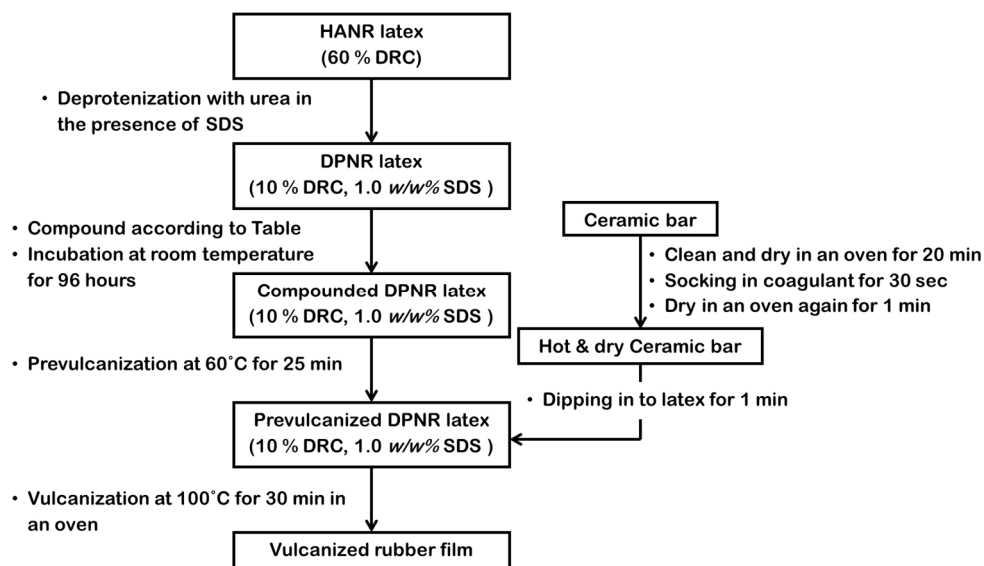 HANR latex
(60 % DRC)
• Deprotenization with urea in
the presence of SDS
DPNR latex
(10 % DRC, 1.0 w/w% SDS )
• Compound according to Table
• Incubation at room temperature
for 96 hours
Compounded DPNR latex
(10 % DRC, 1.0 w/w% SDS )
• Prevulcanization at 60˚C for 25 min
Ceramic bar
• Clean and dry in an oven for 20 min
• Socking in coagulant for 30 sec
• Dry in an oven again for 1 min
Hot & dry Ceramic bar
• Dipping in to latex for 1 min
Prevulcanized DPNR latex
(10 % DRC, 1.0 w/w% SDS )
• Vulcanization at 100˚C for 30 min in
an oven
Vulcanized rubber film